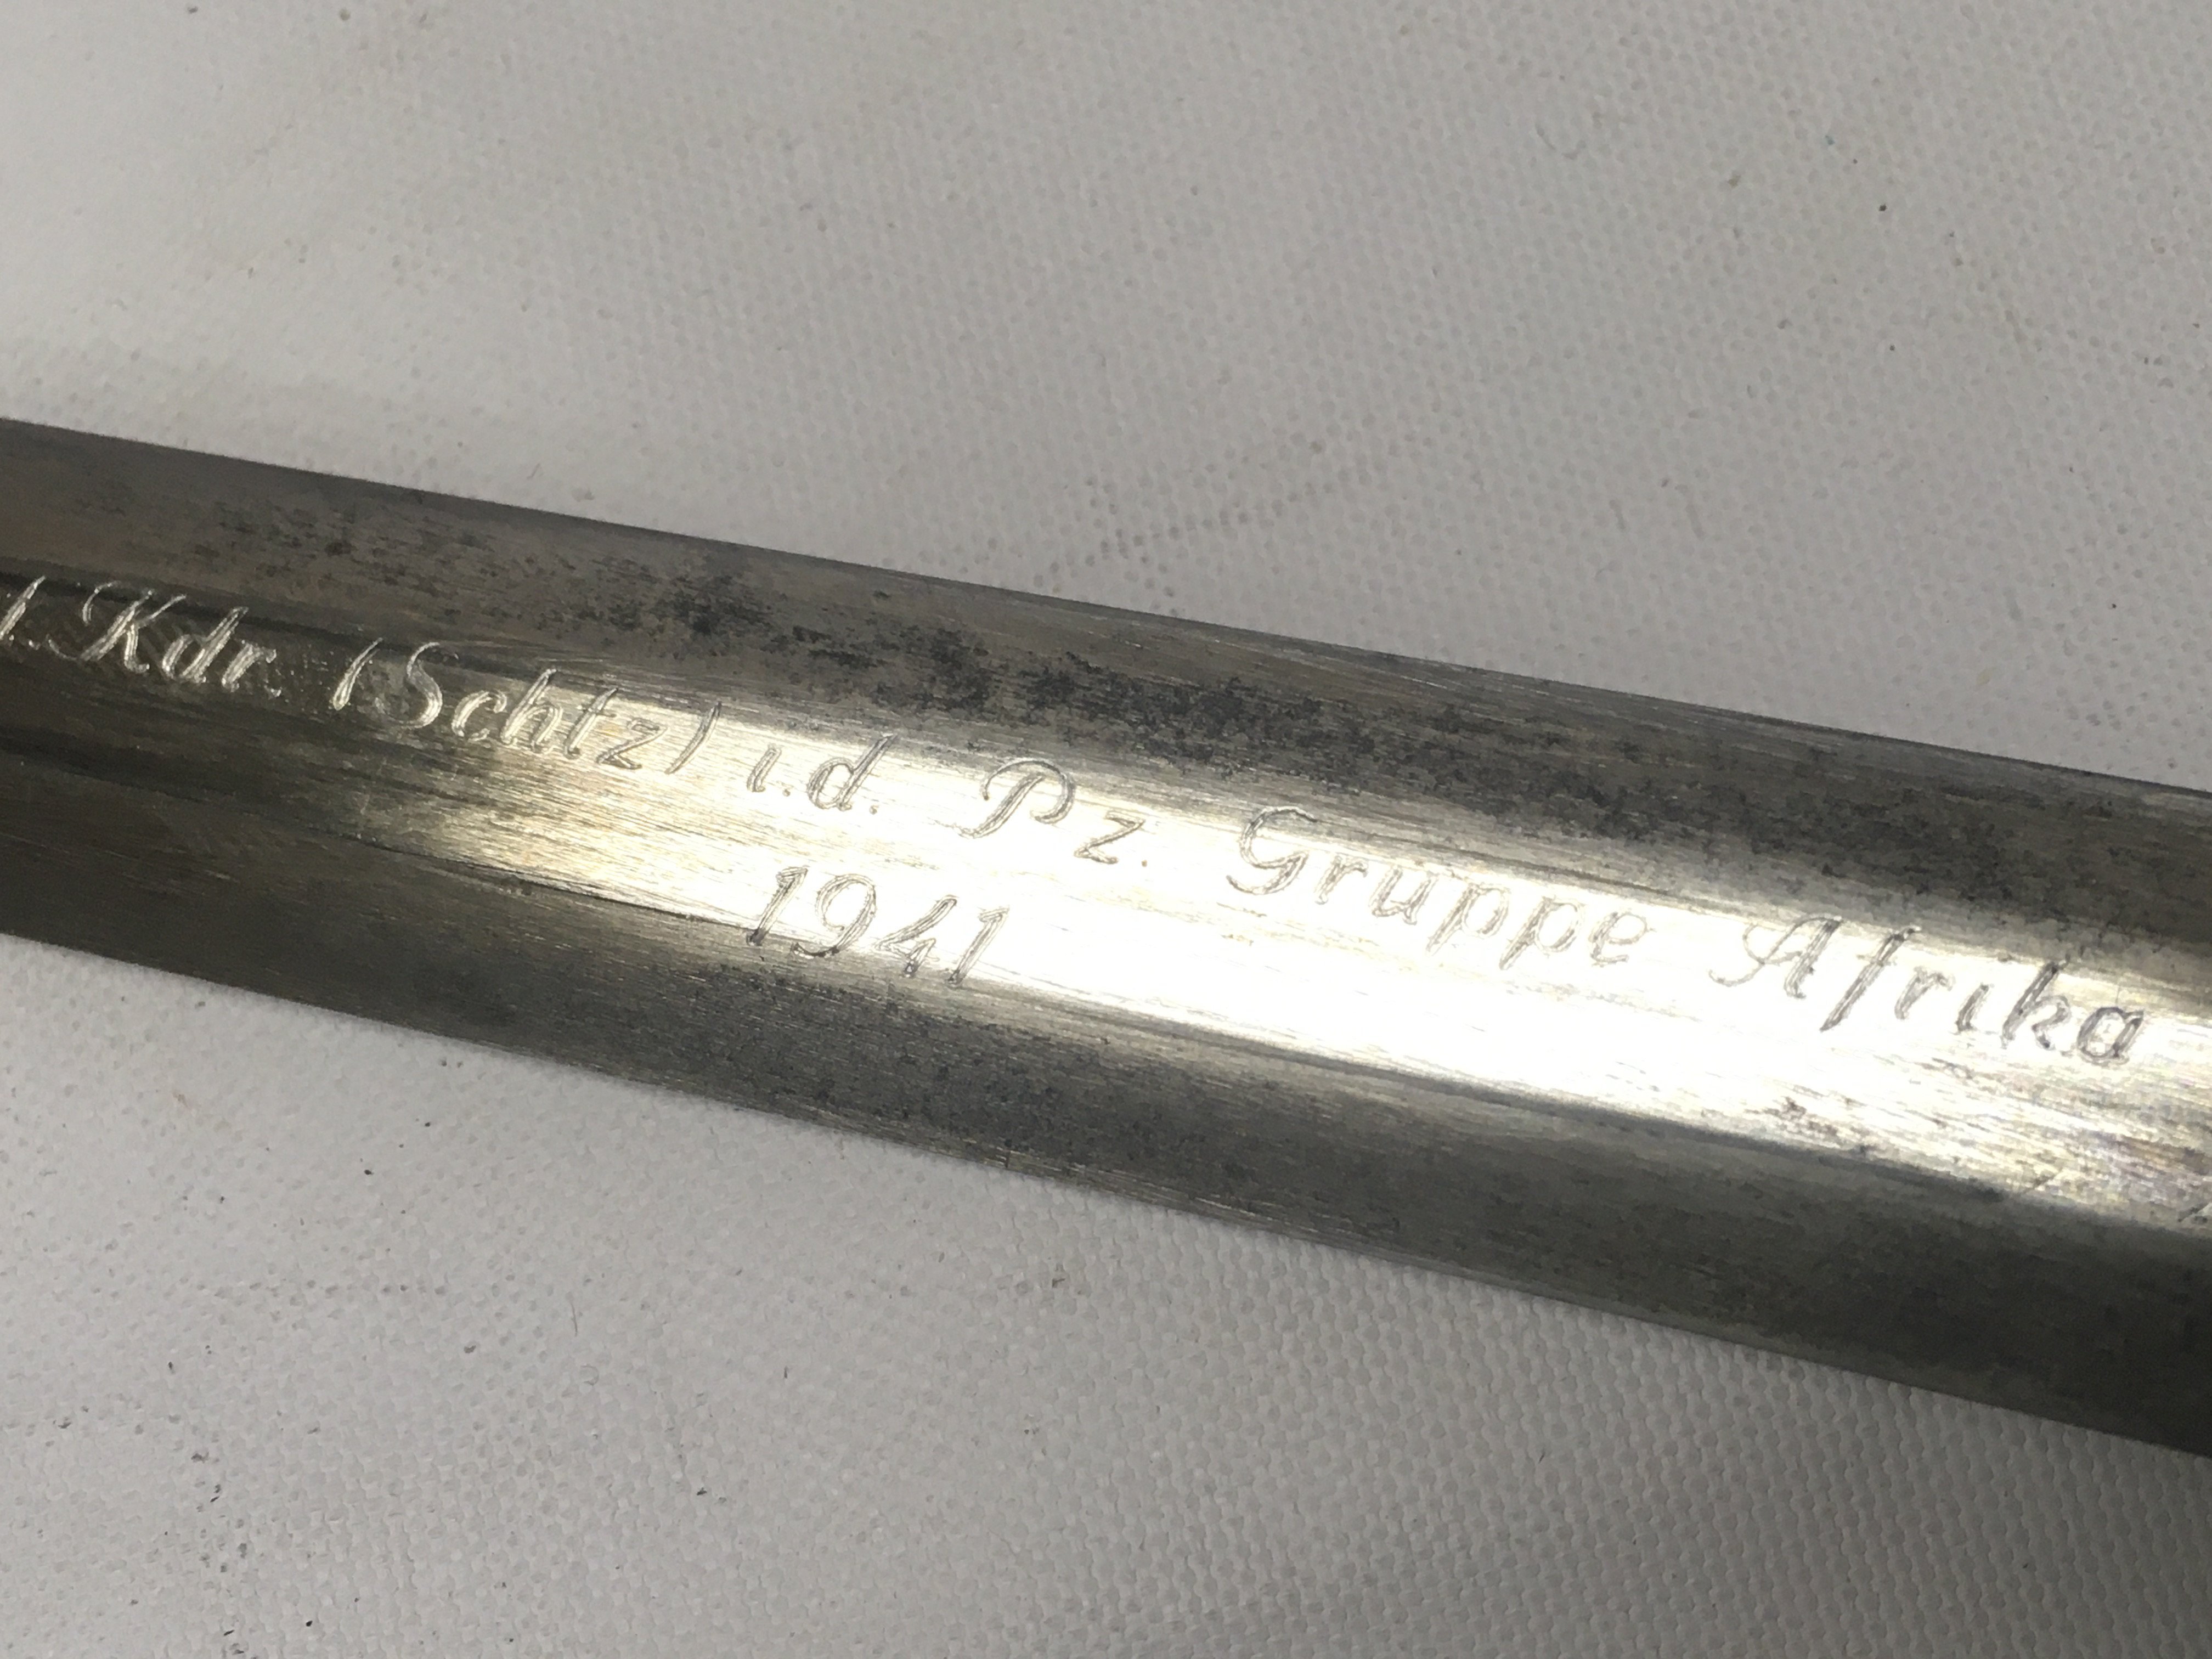 Kdr. (Schtz) i.d. Pz. Gruppe Afrika
1941